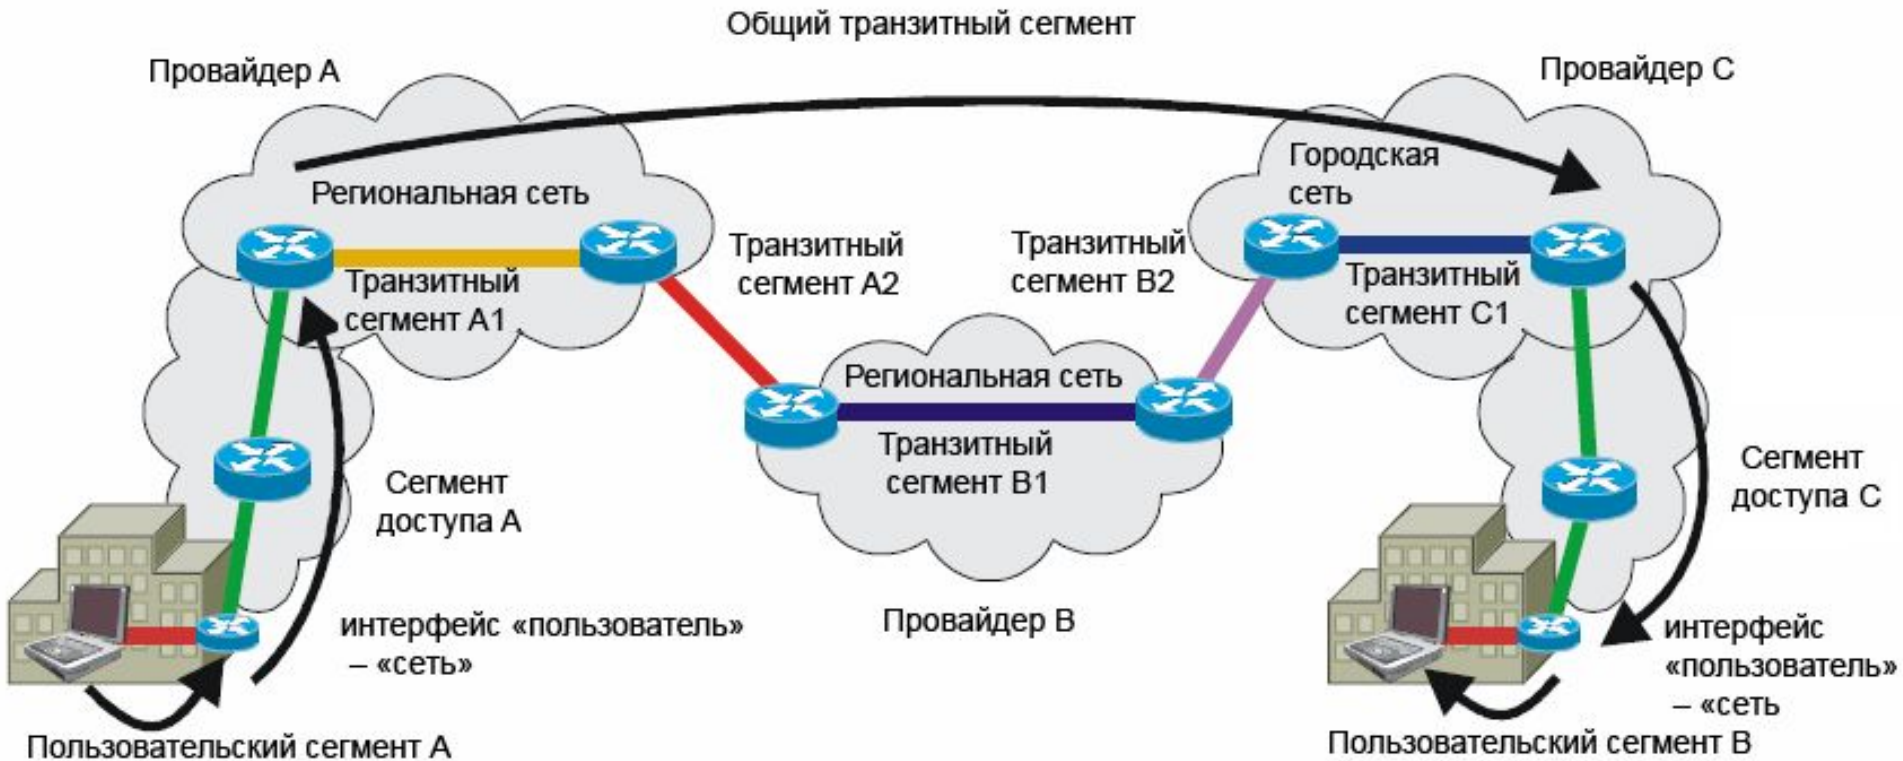 Общий транзитный сегмент
Провайдер А
Провайдер С
Городская
сеть
Региональная сеть
Транзитный
сегмент А2
Транзитный
сегмент В2
Транзитный
сегмент А1
Транзитный
сегмент С1
Региональная сеть
Транзитный
сегмент В1
Сегмент
доступа А
Сегмент
доступа С
Провайдер В
интерфейс «пользователь»
– «сеть»
интерфейс
«пользователь»
– «сеть
Пользовательский сегмент А
Пользовательский сегмент В